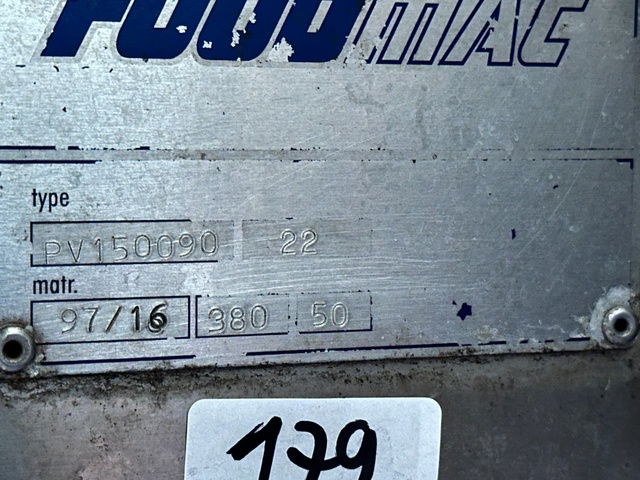 FOODMAC
type
PV150090 22
matr.
97/16 380 50
179